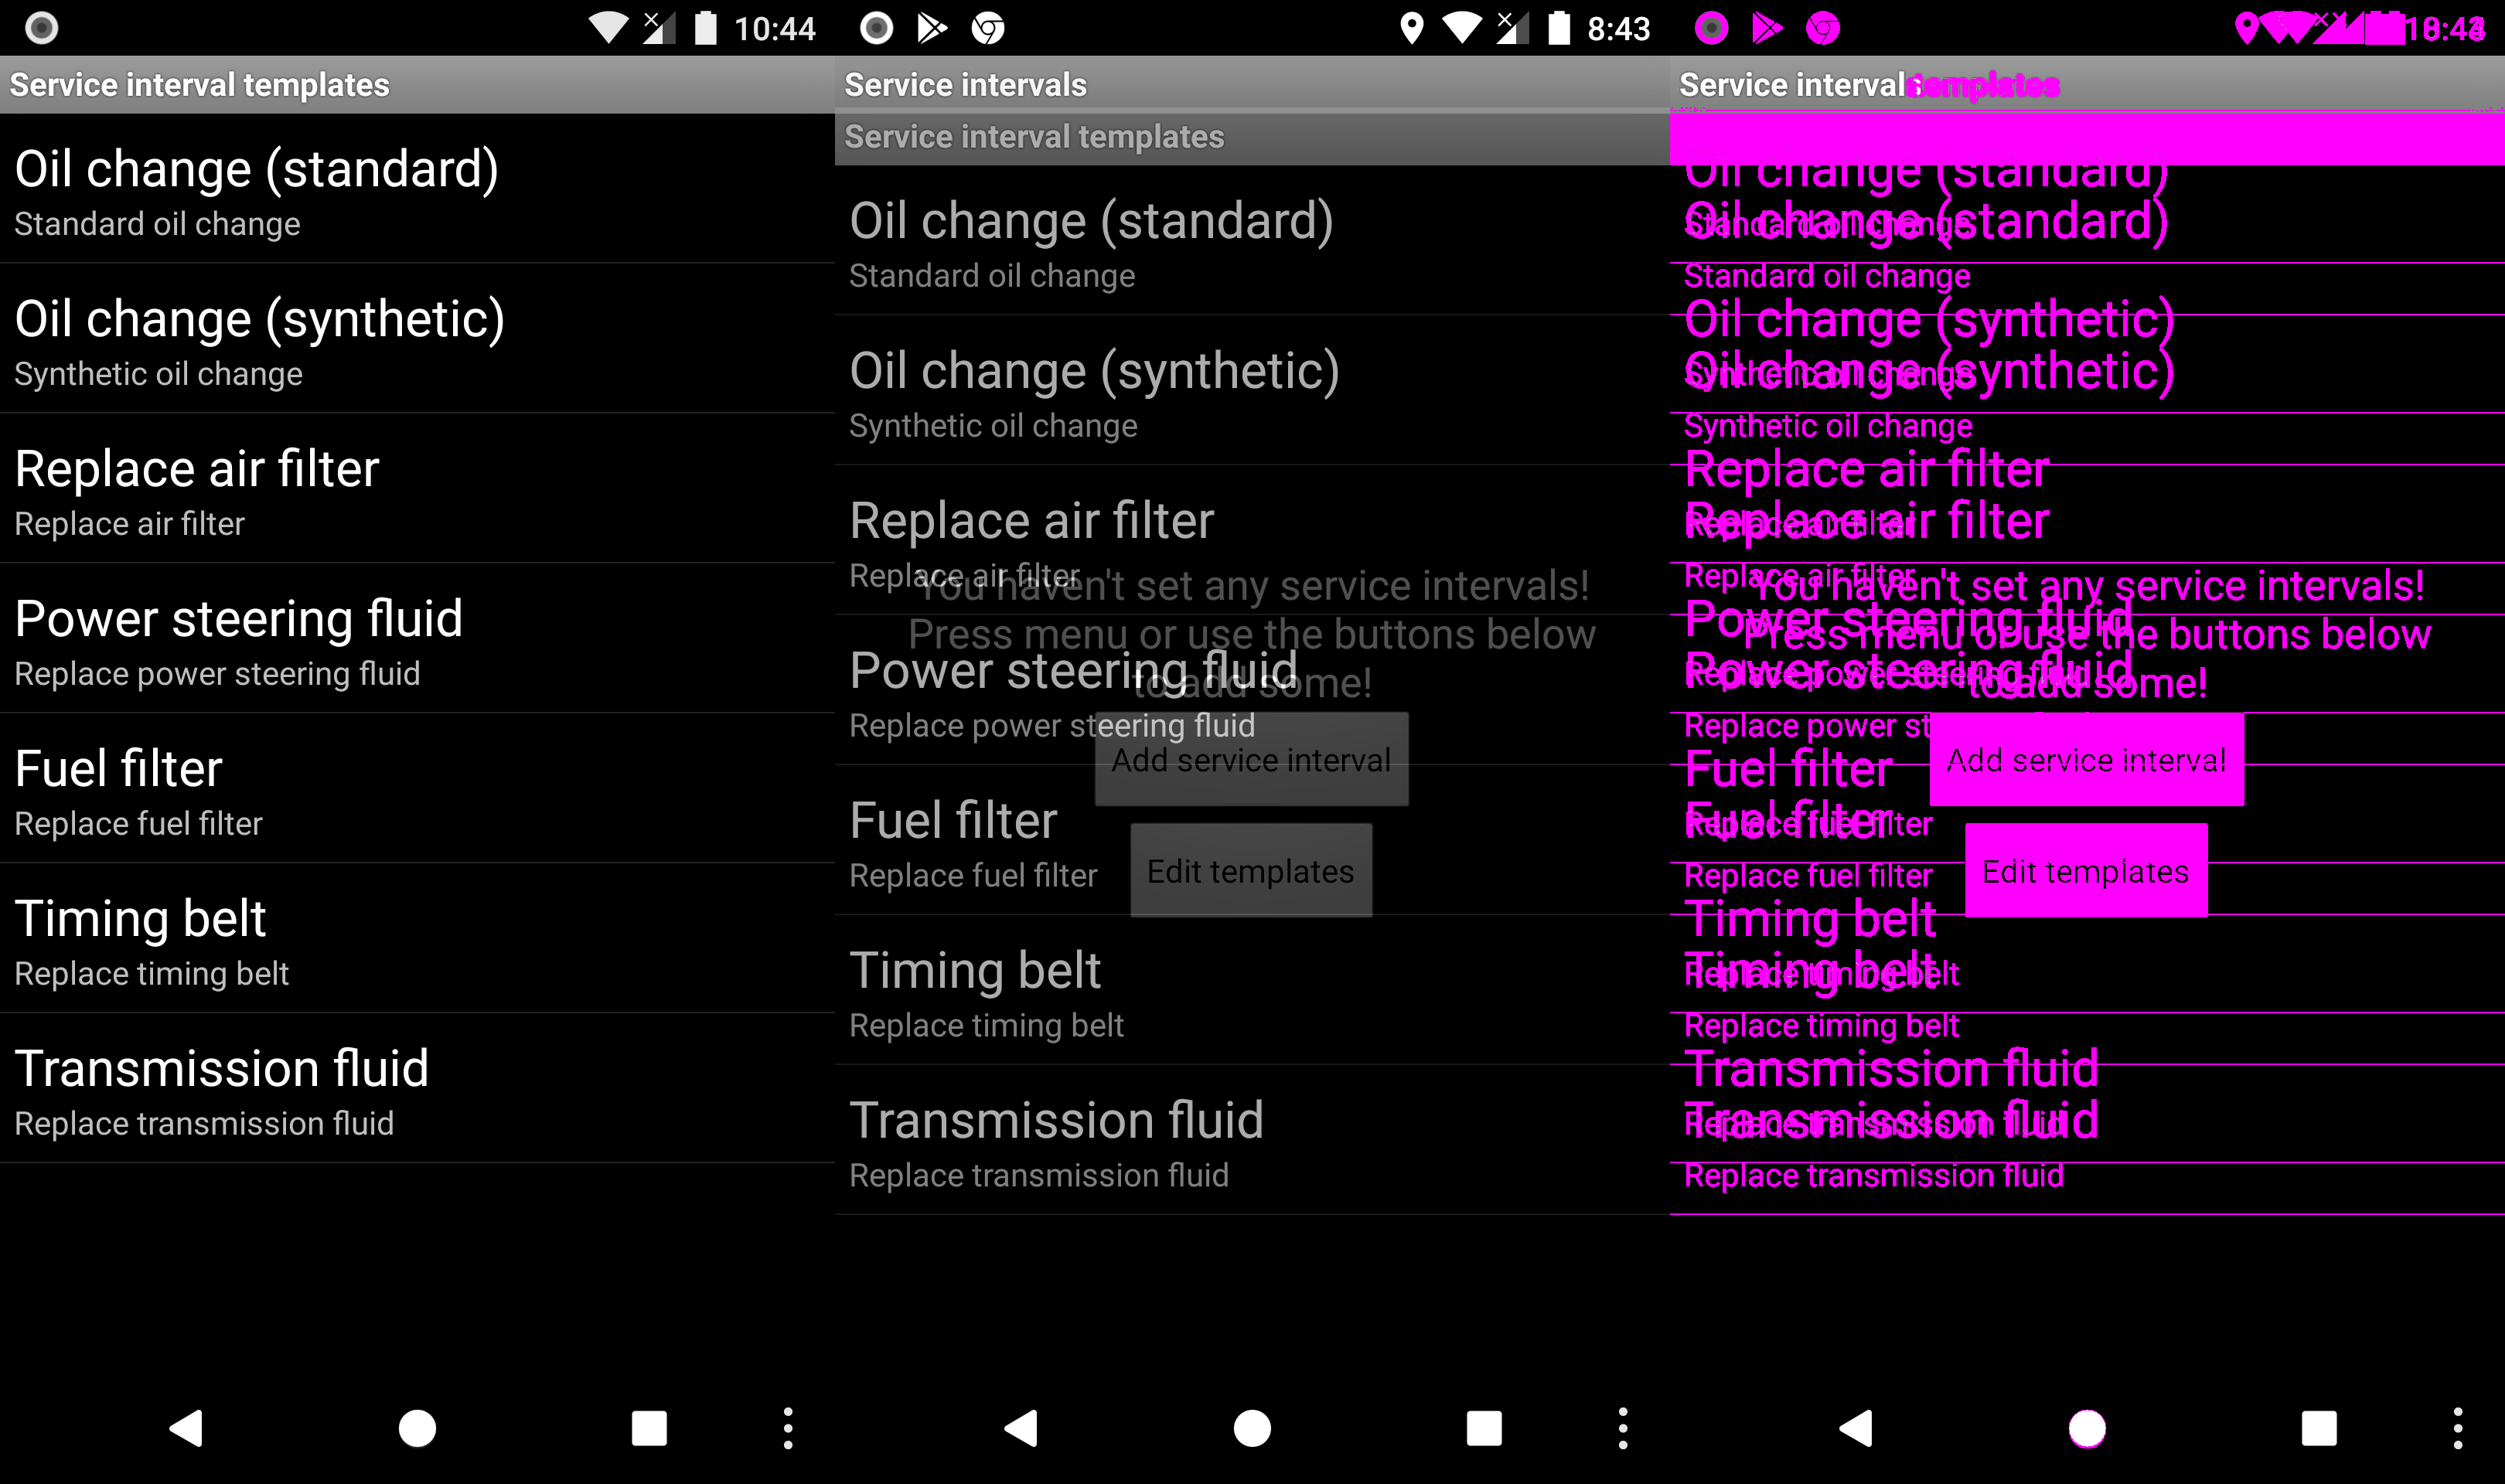 10:44
Service interval templates
Oil change (standard)
Standard oil change
Oil change (synthetic)
Synthetic oil change
Replace air filter
Replace air filter
Power steering fluid
Replace power steering fluid
Fuel filter
Replace fuel filter
Timing belt
Replace timing belt
Transmission fluid
Replace transmission fluid
8:43
Service intervals
Service interval templates
Oil change (standard)
Standard oil change
Oil change (synthetic)
Synthetic oil change
Replace air filter
Replace air filter
You haven't set any service intervals!
Press menu or use the buttons below
to add some!
Power steering fluid
Replace power steering fluid
Add service interval
Fuel filter
Replace fuel filter
Edit templates
Timing belt
Replace timing belt
Transmission fluid
Replace transmission fluid
Service intervals
templates
Oil change (standard)
Oil change (standard)
Standard oil change
Standard oil change
Oil change (synthetic)
Oil change (synthetic)
Synthetic oil change
Synthetic oil change
Replace air filter
Replace air filter
Replace air filter
Replace air filter
You haven't set any service intervals!
Power steering fluid
Press menu or use the buttons below
Power steering fluid
Replace power steering fluid
to add some!
Replace power st
Fuel filter
Add service interval
Fuel filter
Replace fuel filter
Replace fuel filter
Edit templates
Timing belt
Timing belt
Replace timing belt
Replace timing belt
Transmission fluid
Transmission fluid
Replace transmission fluid
Replace transmission fluid